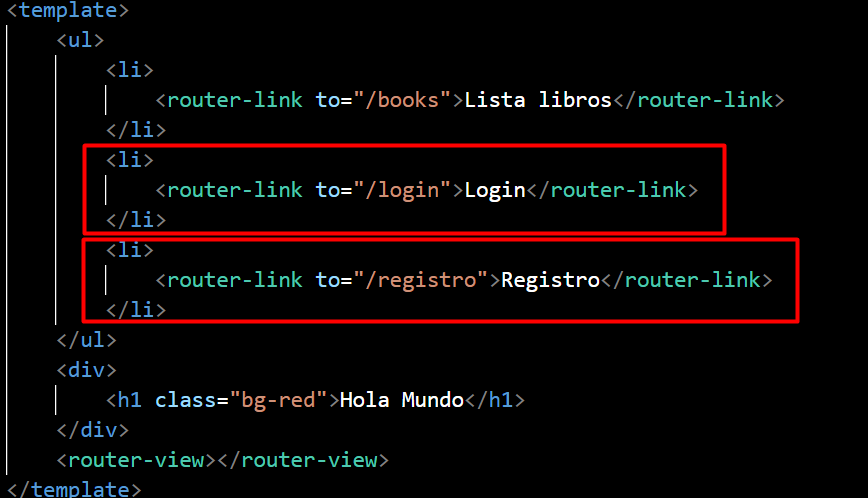 <template>
<ul>
<li>
<router-link to="/books">Lista libros</router-link>
</li>
<li>
<router-link to="/login">Login</router-link>
</li>
<li>
<router-link to="/registro">Registro</router-link>
</li>
</ul>
<div>
<h1 class="bg-red">Hola Mundo</h1>
</div>
<router-view></router-view>
</template>